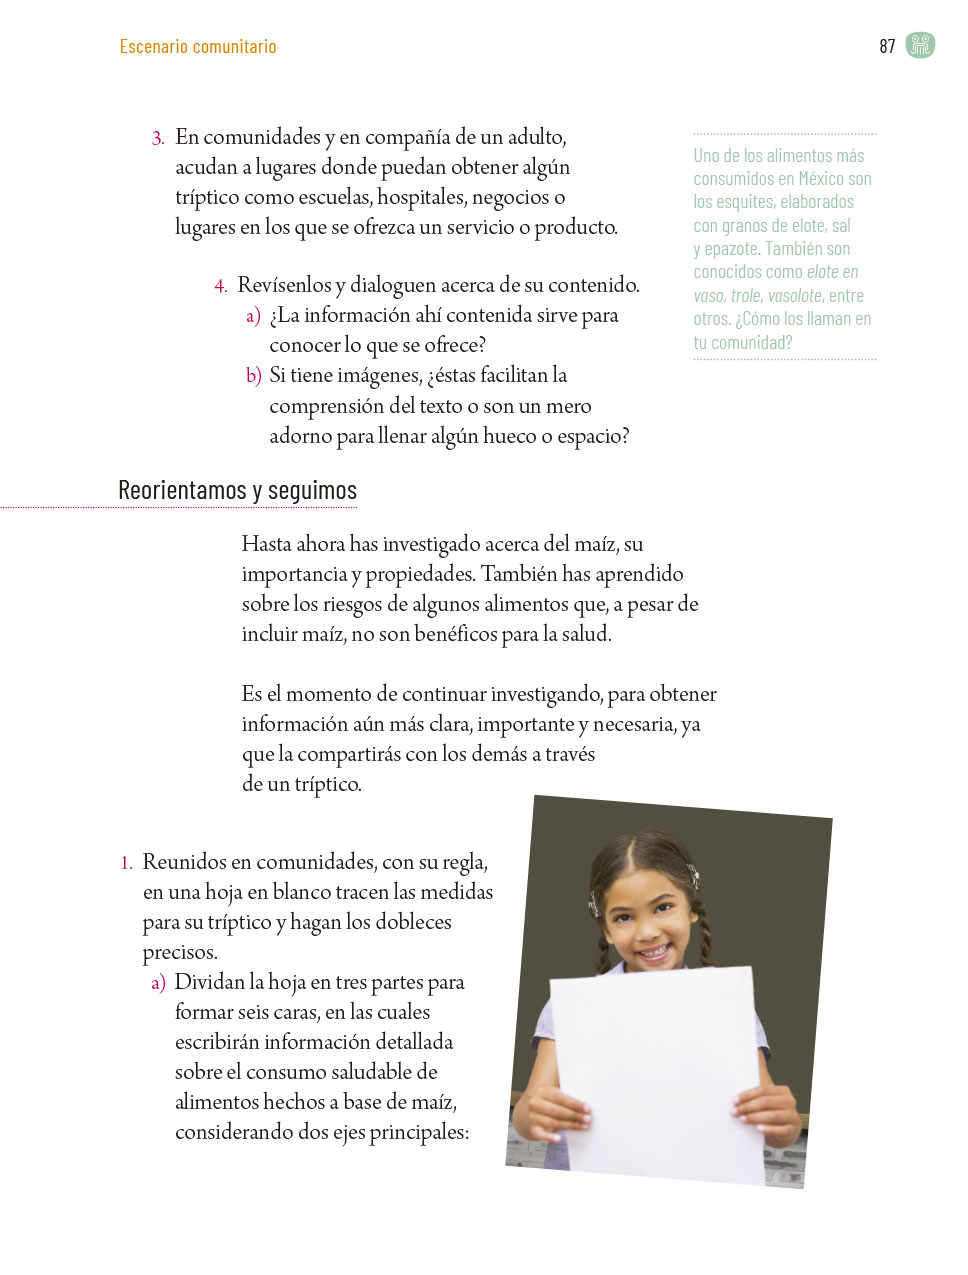 Escenario comunitario
87
3. En comunidades y en compañía de un adulto,
acudan a lugares donde puedan obtener algún
tríptico como escuelas, hospitales, negocios o
lugares en los que se ofrezca un servicio o producto.
4. Revísenlos y dialoguen acerca de su contenido.
a) ¿La información ahí contenida sirve para
conocer lo que se ofrece?
b) Si tiene imágenes, ¿éstas facilitan la
comprensión del texto o son un mero
adorno para llenar algún hueco o espacio?
Uno de los alimentos más
consumidos en México son
los esquites, elaborados
con granos de elote, sal
y epazote. También son
conocidos como elote en
vaso, trole, vasolote, entre
otros. ¿Cómo los llaman en
tu comunidad?
Reorientamos y seguimos
Hasta ahora has investigado acerca del maíz, su
importancia y propiedades. También has aprendido
sobre los riesgos de algunos alimentos que, a pesar de
incluir maíz, no son benéficos para la salud.
Es el momento de continuar investigando, para obtener
información aún más clara, importante y necesaria, ya
que la compartirás con los demás a través
de un tríptico.
1. Reunidos en comunidades, con su regla,
en una hoja en blanco tracen las medidas
para su tríptico y hagan los dobleces
precisos.
a) Dividan la hoja en tres partes para
formar seis caras, en las cuales
escribirán información detallada
sobre el consumo saludable de
alimentos hechos a base de maíz,
considerando dos ejes principales: